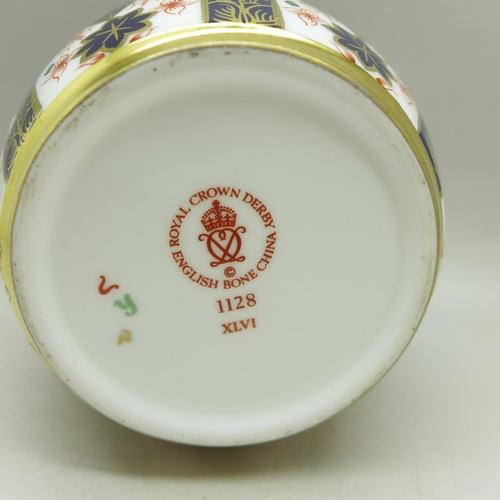 ROYAL CROWN DERBY
ENGLISH BONE CHINA
©
1128
XLVI